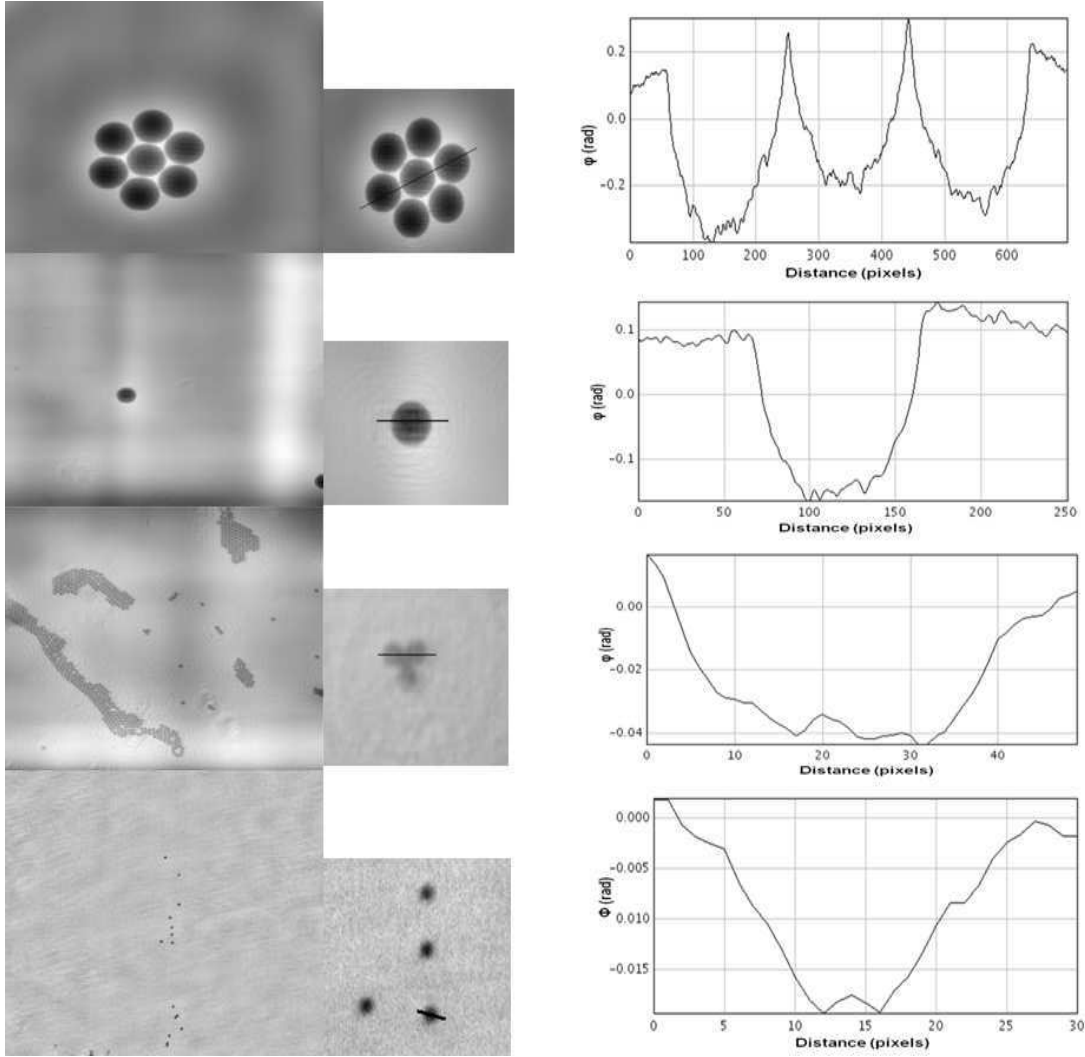 0.2
0.0
−0.2
φ (rad)
100 200 300 400 500 600
Distance (pixels)
0.1
0.0
−0.1
φ (rad)
0 50 100 150 200 250
Distance (pixels)
0.00
−0.02
−0.04
φ (rad)
0 10 20 30 40
Distance (pixels)
0.000
−0.005
−0.010
−0.015
Φ (rad)
0 5 10 15 20 25 30
Distance (pixels)